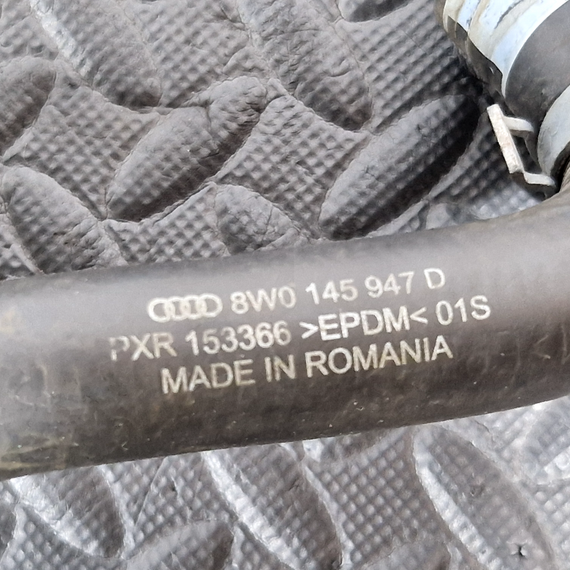 8W0 145 947 D
PXR 153366 >EPDM< 01S
MADE IN ROMANIA